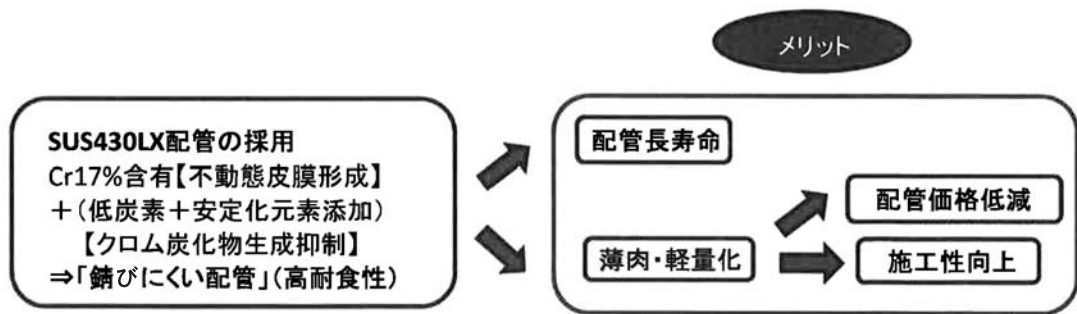 メリット
SUS430LX配管の採用
Cr17%含有【不動態皮膜形成】
＋(低炭素＋安定化元素添加)
【クロム炭化物生成抑制】
⇒「錆びにくい配管」(高耐食性)
配管長寿命
配管価格低減
薄肉・軽量化
施工性向上